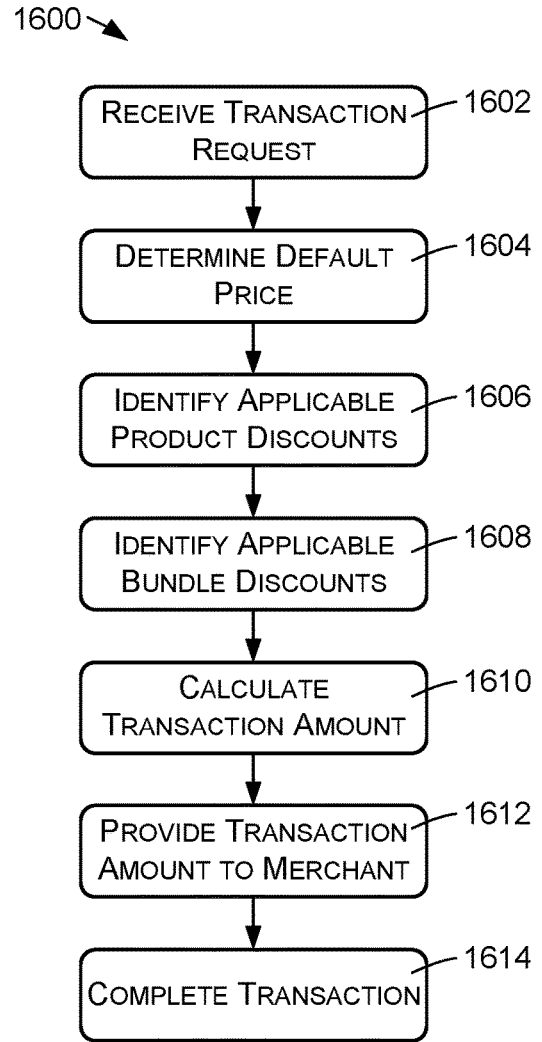 1600
RECEIVE TRANSACTION
REQUEST
1602
DETERMINE DEFAULT
PRICE
1604
IDENTIFY APPLICABLE
PRODUCT DISCOUNTS
1606
IDENTIFY APPLICABLE
BUNDLE DISCOUNTS
1608
CALCULATE
TRANSACTION AMOUNT
1610
PROVIDE TRANSACTION
AMOUNT TO MERCHANT
1612
COMPLETE TRANSACTION
1614